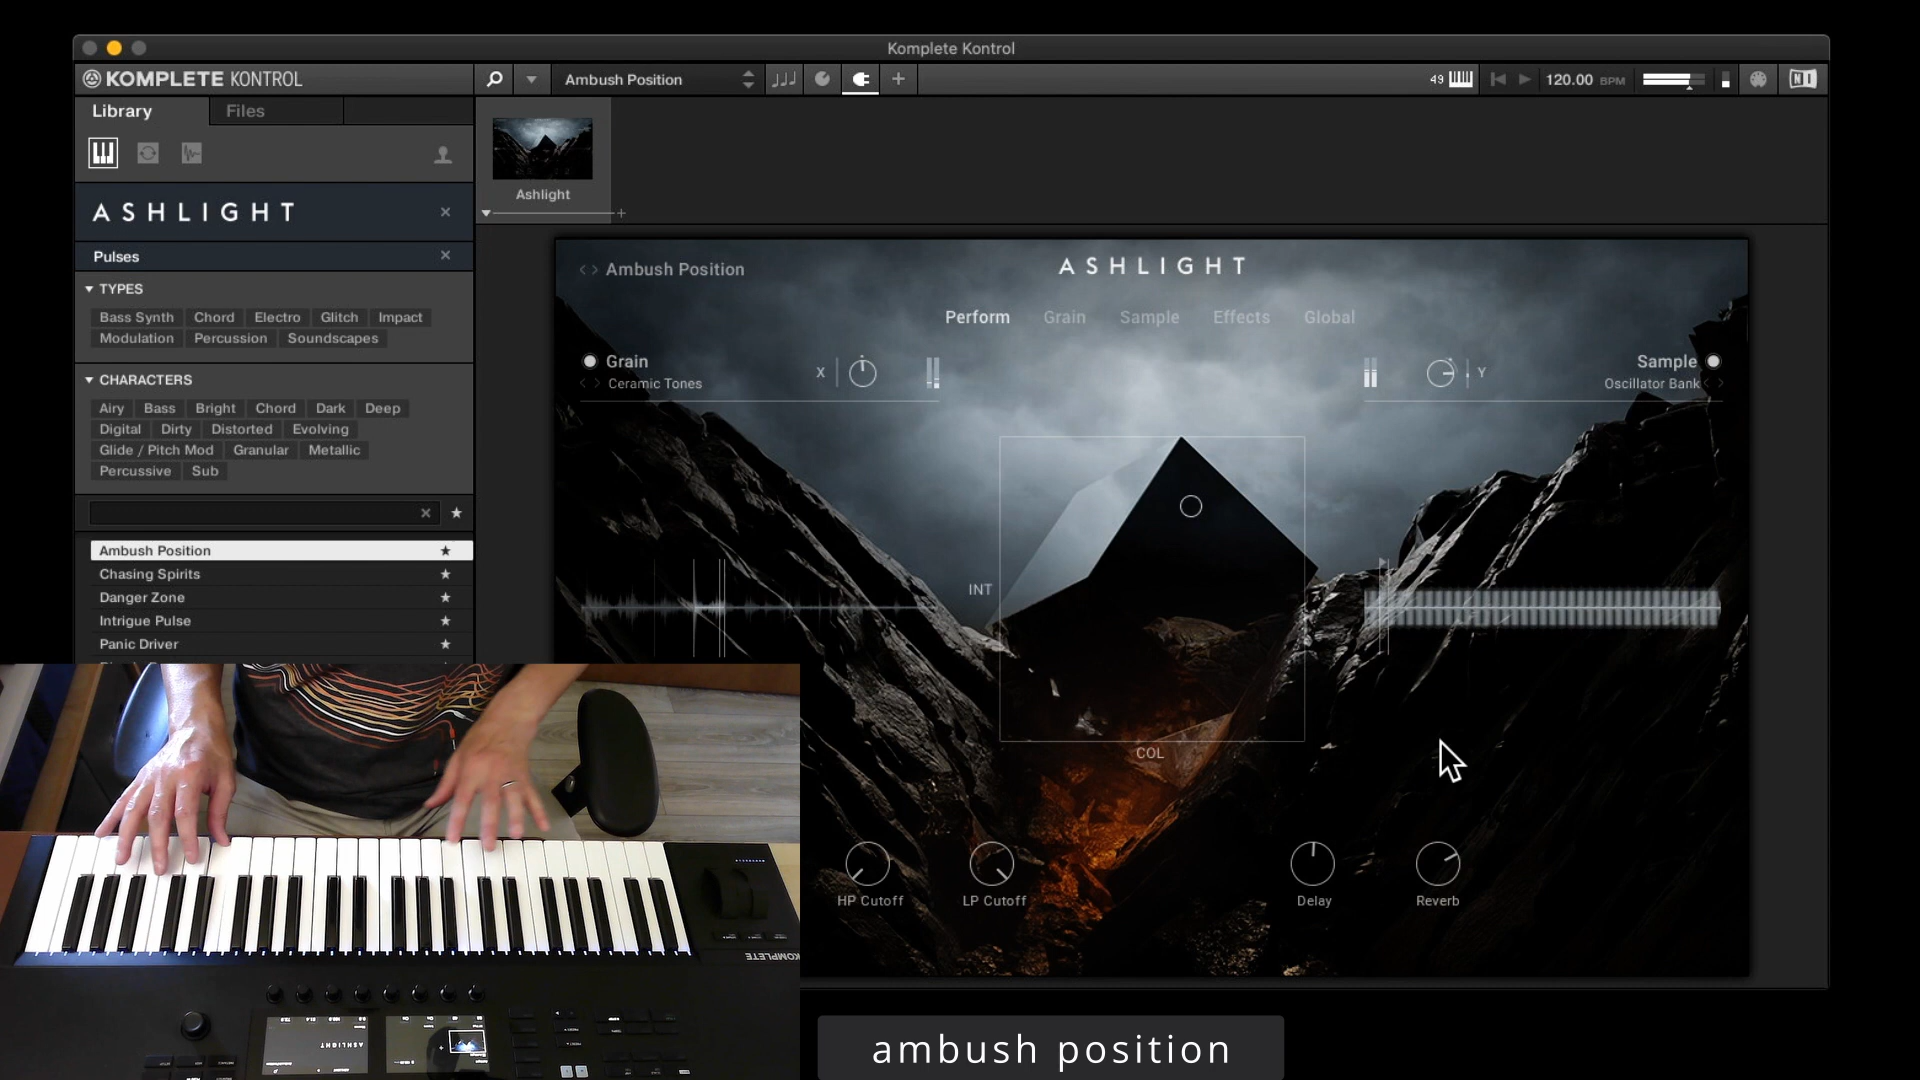 Komplete Kontrol
KOMPLETE KONTROL
Ambush Position
49
120.00 BPM
Library
Files
Ashlight
ASHLIGHT
Pulses
TYPES
Bass Synth Chord Electro Glitch Impact
Modulation Percussion Soundscapes
CHARACTERS
Airy Bass Bright Chord Dark Deep
Digital Dirty Distorted Evolving
Glide / Pitch Mod Granular Metallic
Percussive Sub
Ambush Position
Chasing Spirits
Danger Zone
Intrigue Pulse
Panic Driver
Ambush Position
ASHLIGHT
Perform Grain Sample Effects Global
Grain
Ceramic Tones
X
Y
Sample
Oscillator Bank
INT
COL
HP Cutoff
LP Cutoff
Delay
Reverb
KOMPLETE
ASHLIGHT
ambush position